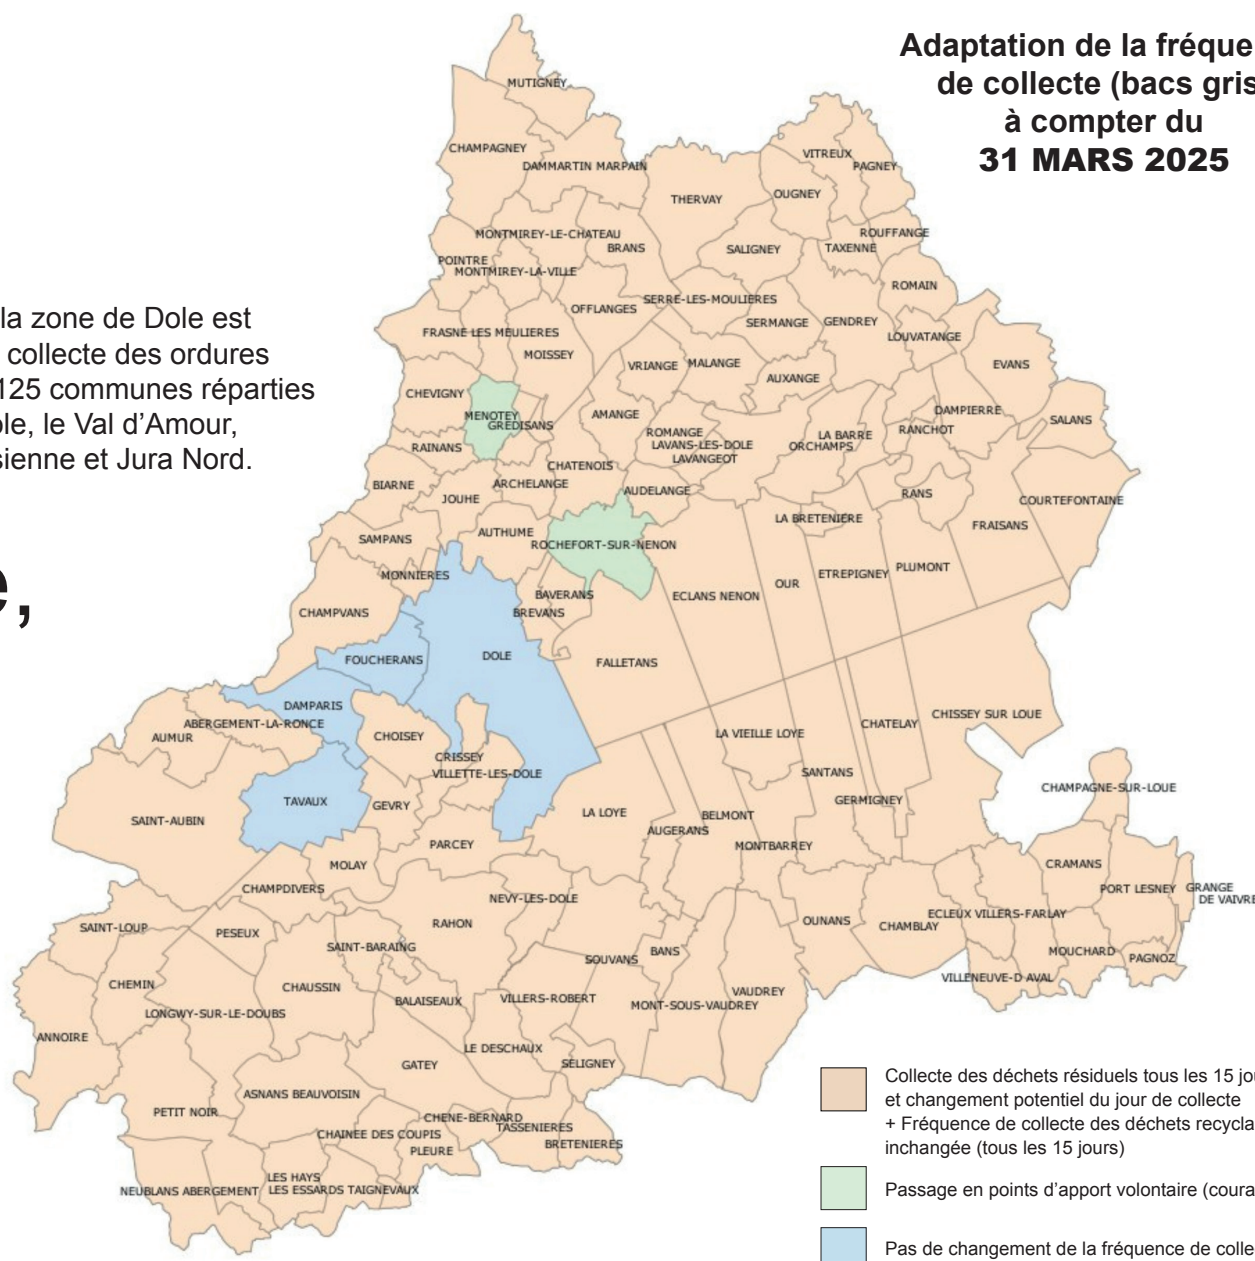 Adaptation de la fréque
de collecte (bacs gris
à compter du
31 MARS 2025
la zone de Dole est
collecte des ordures
125 communes réparties
ole, le Val d'Amour,
sienne et Jura Nord.
e,
MUTIGNEY
CHAMPAGNEY
DAMMARTIN MARPAIN
VITREUX
PAGNEY
THERVAY
OUGNEY
MONTMIREY-LE-CHATEAU
BRANS
SALIGNEY
TAXENNE
ROUFFANGE
POINTRE
MONTMIREY-LA-VILLE
ROMAIN
OFFLANGES
SERRE-LES-MOULIERES
SERMANGE
GENDREY
LOUVATANGE
FRASNE LES MEULIERES
MOISSEY
VRIANGE
MALANGE
AUXANGE
EVANS
CHEVIGNY
MENOTEY
GREDISANS
AMANGE
DAMPIERRE
SALANS
ROMANGE
LAVANS-LES-DOLE
LAVANGEOT
LA BARRE
ORCHAMPS
RANCHOT
RAINANS
CHATENOIS
BIARNE
JOUHE
ARCHELANGE
AUDELANGE
RANS
COURTEFONTAINE
LA BRETENIERE
FRAISANS
SAMPANS
AUTHUME
ROCHEFORT-SUR-NENON
MONNIERES
BAVERANS
BREVANS
ECLANS NENON
OUR
ETREPIGNEY
PLUMONT
CHAMPVANS
FOUCHERANS
DOLE
FALLETANS
DAMPARIS
ABERGEMENT-LA-RONCE
AUMUR
CHOISEY
CRISSEY
VILLETTE-LES-DOLE
LA VIEILLE LOYE
CHATELAY
CHISSEY SUR LOUE
SANTANS
CHAMPAGNE-SUR-LOUE
TAVAUX
GEVRY
SAINT-AUBIN
LA LOYE
AUGERANS
BELMONT
GERMIGNEY
MONTBARREY
PARCEY
MOLAY
CRAMANS
CHAMPDIVERS
NEVY-LES-DOLE
PORT LESNEY
GRANGE
DE VAIVRE
SAINT-LOUP
PESEUX
RAHON
OUNANS
CHAMBLAY
ECLEUX
VILLERS-FARLAY
SAINT-BARAING
SOUVANS
BANS
MOUCHARD
PAGNOZ
CHEMIN
CHAUSSIN
BALAISEAUX
VILLERS-ROBERT
MONT-SOUS-VAUDREY
VAUDREY
VILLENEUVE-D AVAL
LONGWY-SUR-LE-DOUBS
ANNOIRE
GATEY
LE DESCHAUX
SELIGNEY
ASNANS BEAUVOISIN
PETIT NOIR
CHENE-BERNARD
TASSENIERES
CHAINEE DES COUPIS
PLEURE
BRETENIERES
LES HAYS
NEUBLANS ABERGEMENT
LES ESSARDS TAIGNEVAUX
Collecte des déchets résiduels tous les 15 jou
et changement potentiel du jour de collecte
+ Fréquence de collecte des déchets recycla
inchangée (tous les 15 jours)
Passage en points d'apport volontaire (coura
Pas de changement de la fréquence de colle